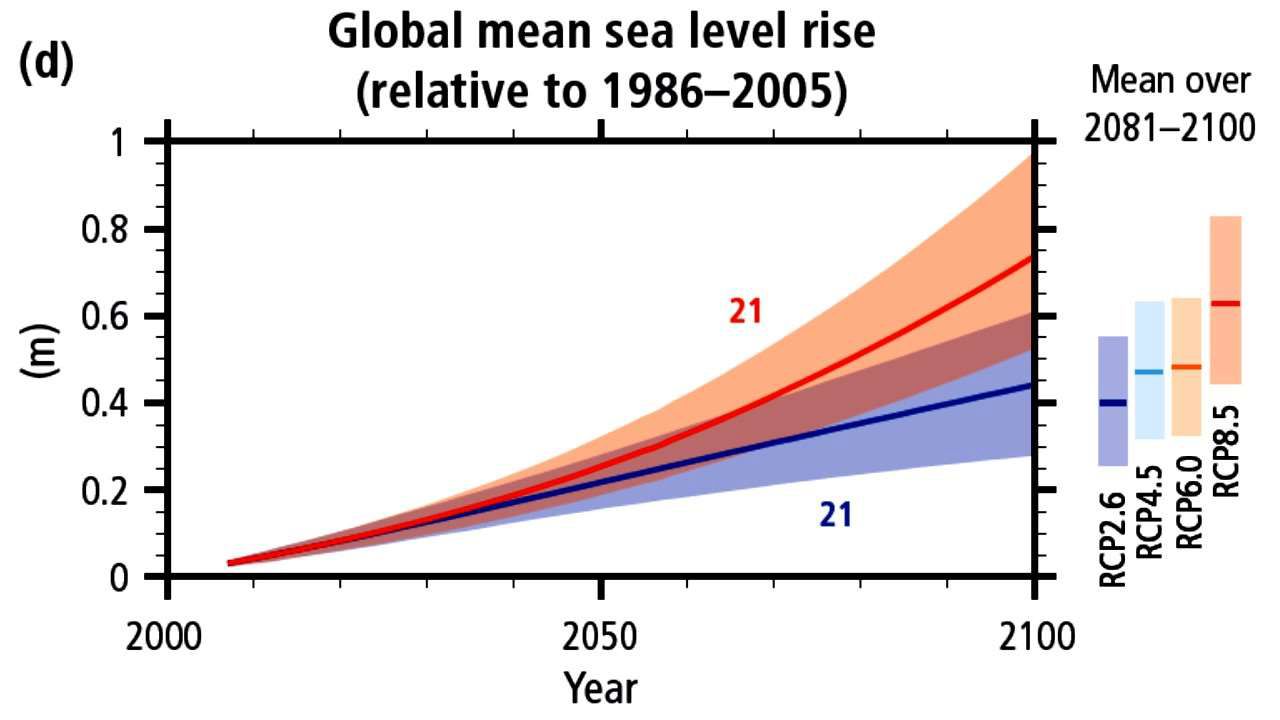 (d)
Global mean sea level rise
(relative to 1986–2005)
Mean over
2081–2100
1
0.8
0.6
0.4
0.2
0
(m)
21
21
2000
2050
2100
Year
RCP2.6
RCP4.5
RCP6.0
RCP8.5